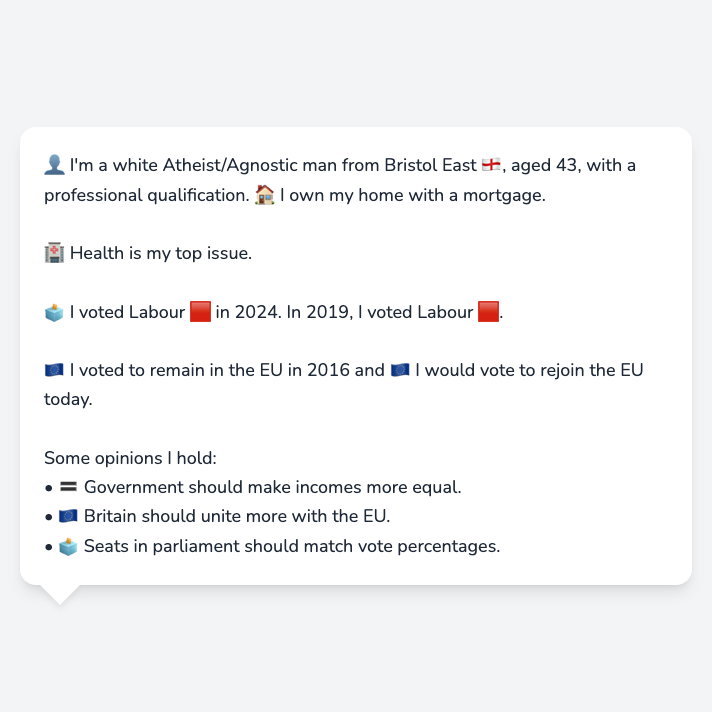 👤 I'm a white Atheist/Agnostic man from Bristol East 🏴󠁧󠁢󠁥󠁮󠁧󠁿, aged 43, with a
professional qualification. 🏠 I own my home with a mortgage.
🏥 Health is my top issue.
🗳️ I voted Labour 🟥 in 2024. In 2019, I voted Labour 🟥.
🇪🇺 I voted to remain in the EU in 2016 and 🇪🇺 I would vote to rejoin the EU
today.
Some opinions I hold:
• 🟰 Government should make incomes more equal.
• 🇪🇺 Britain should unite more with the EU.
• 🗳️ Seats in parliament should match vote percentages.